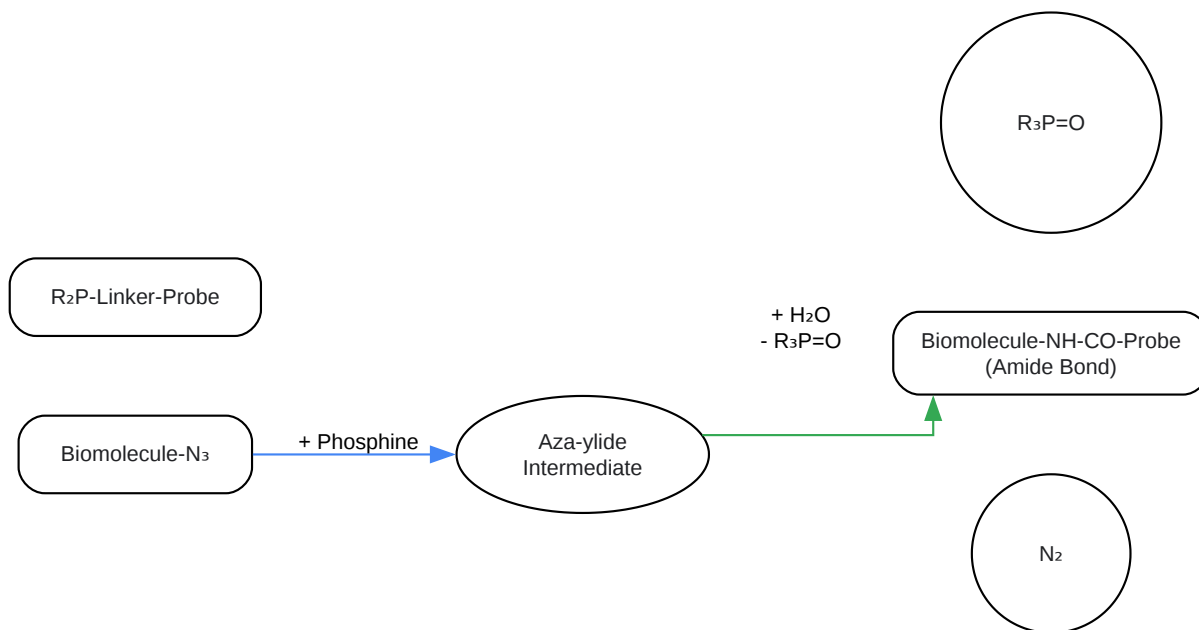 R₃P=O
R₂P-Linker-Probe
+ H₂O
- R₃P=O
Biomolecule-NH-CO-Probe
(Amide Bond)
Biomolecule-N₃
+ Phosphine
Aza-ylide
Intermediate
N₂